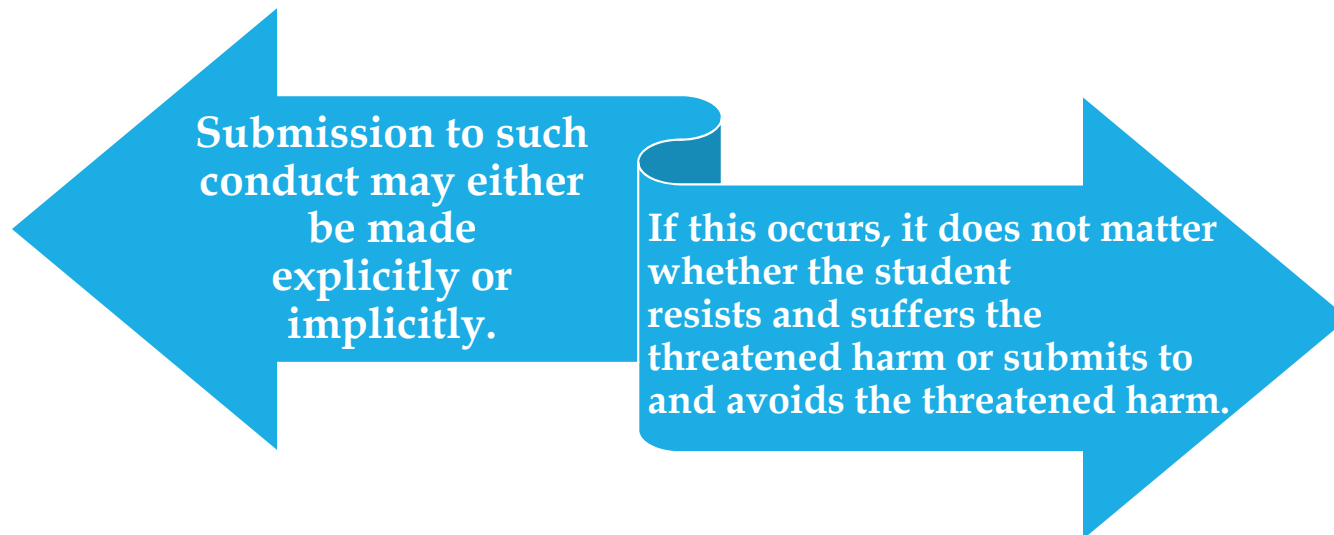 Submission to such
conduct may either
be made
explicitly or
implicitly.
If this occurs, it does not matter
whether the student
resists and suffers the
threatened harm or submits to
and avoids the threatened harm.